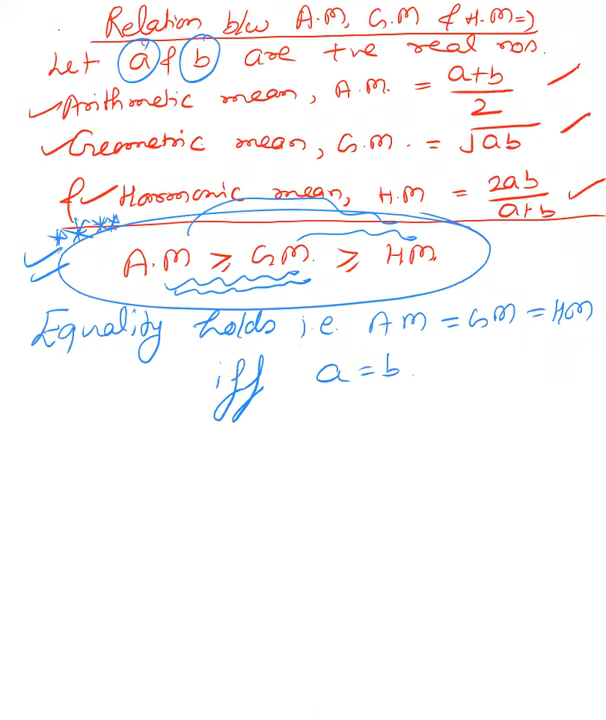 Relation b/w A.M, G.M & H.M =>
Let a & b are +ve real nos.
Arithmetic mean, A.M. = a+b/2
Geometric mean, G.M. = √ab
& Harmonic mean, H.M = 2ab/a+b
A.M ≥ G.M. ≥ H.M.
Equality holds i.e. AM = GM = HM
iff a = b.